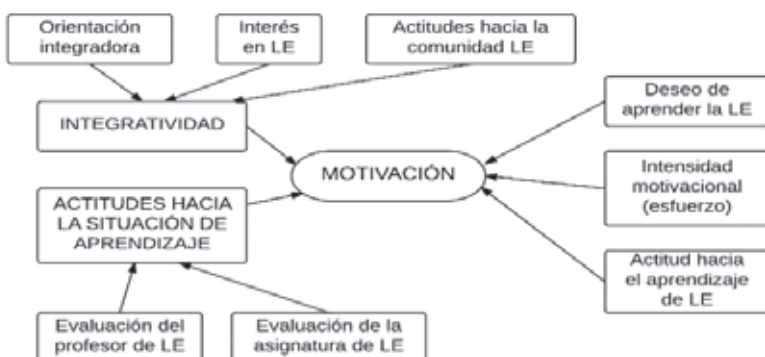 Orientación
integradora
Interés
en LE
Actitudes hacia la
comunidad LE
INTEGRATIVIDAD
Deseo de
aprender la LE
MOTIVACIÓN
Intensidad
motivacional
(esfuerzo)
ACTITUDES HACIA
LA SITUACIÓN DE
APRENDIZAJE
Actitud hacia
el aprendizaje
de LE
Evaluación del
profesor de LE
Evaluación de la
asignatura de LE